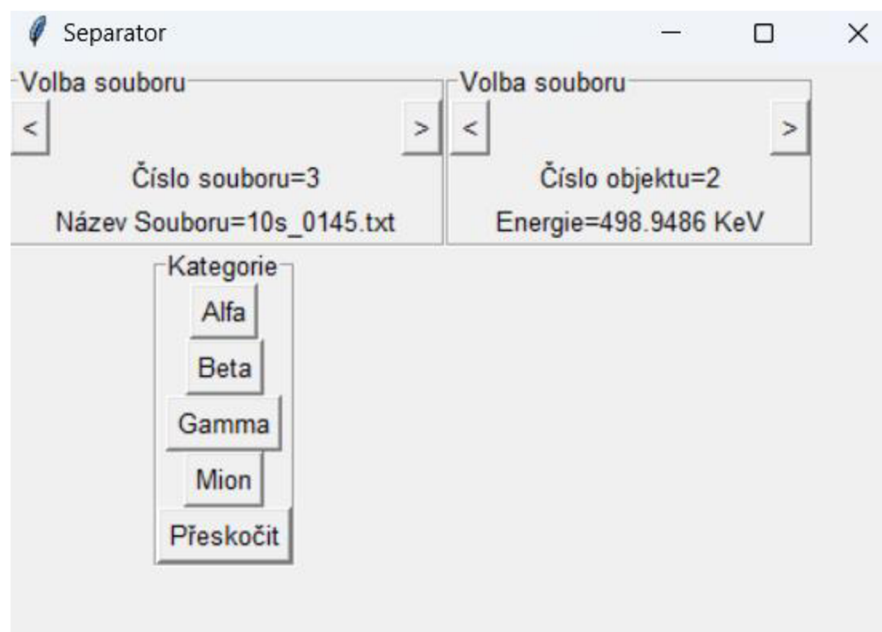 Separator
Volba souboru Volba souboru
< > < >
Číslo souboru=3 Číslo objektu=2
Název Souboru=10s_0145.txt Energie=498.9486 KeV
Kategorie
Alfa
Beta
Gamma
Mion
Přeskočit